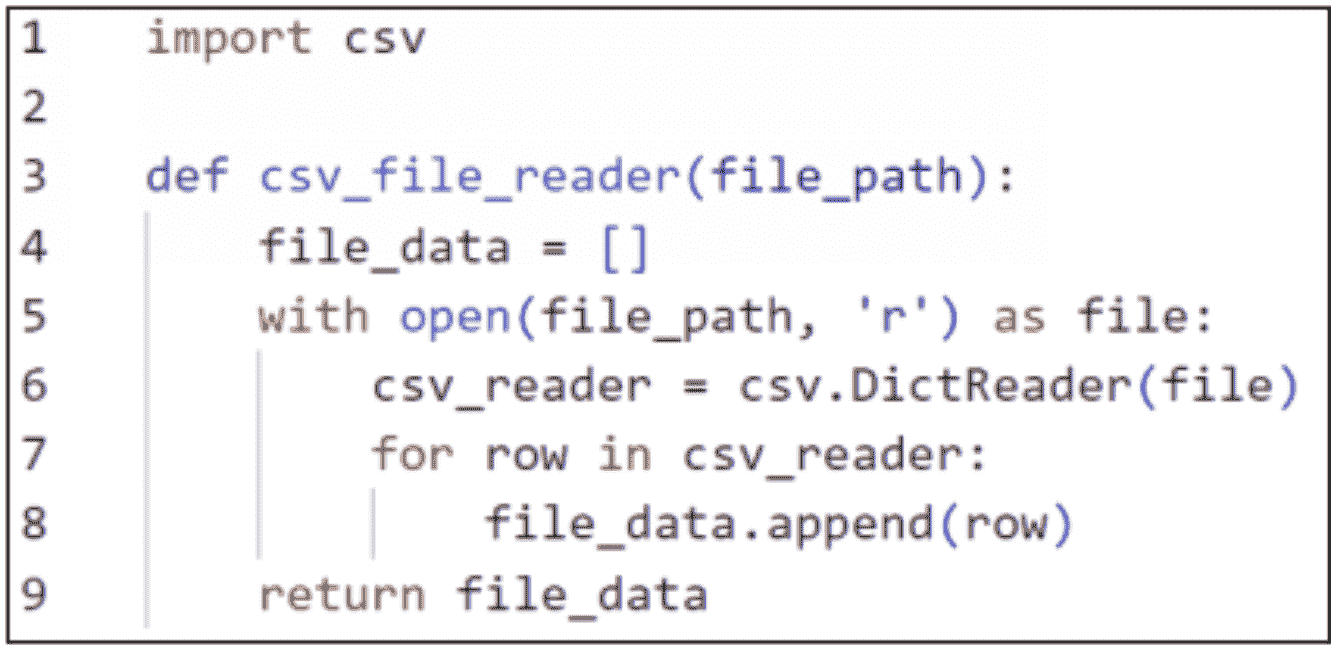 1 import csv
2
3 def csv_file_reader(file_path):
4     file_data = []
5     with open(file_path, 'r') as file:
6         csv_reader = csv.DictReader(file)
7         for row in csv_reader:
8             file_data.append(row)
9     return file_data